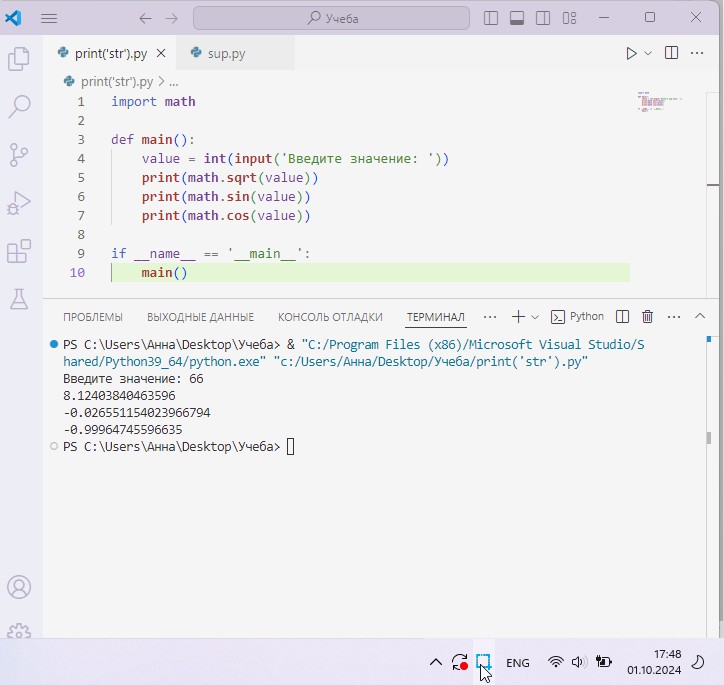 Учеба
print('str').py
sup.py
print('str').py > ...
1 import math
2
3 def main():
4 value = int(input('Введите значение: '))
5 print(math.sqrt(value))
6 print(math.sin(value))
7 print(math.cos(value))
8
9 if __name__ == '__main__':
10 main()
ПРОБЛЕМЫ ВЫХОДНЫЕ ДАННЫЕ КОНСОЛЬ ОТЛАДКИ ТЕРМИНАЛ ... Python ...
PS C:\Users\Анна\Desktop\Учеба> & "C:/Program Files (x86)/Microsoft Visual Studio/S
hared/Python39_64/python.exe" "c:/Users/Анна/Desktop/Учеба/print('str').py"
Введите значение: 66
8.12403840463596
-0.026551154023966794
-0.99964745596635
PS C:\Users\Анна\Desktop\Учеба>
ENG
17:48
01.10.2024